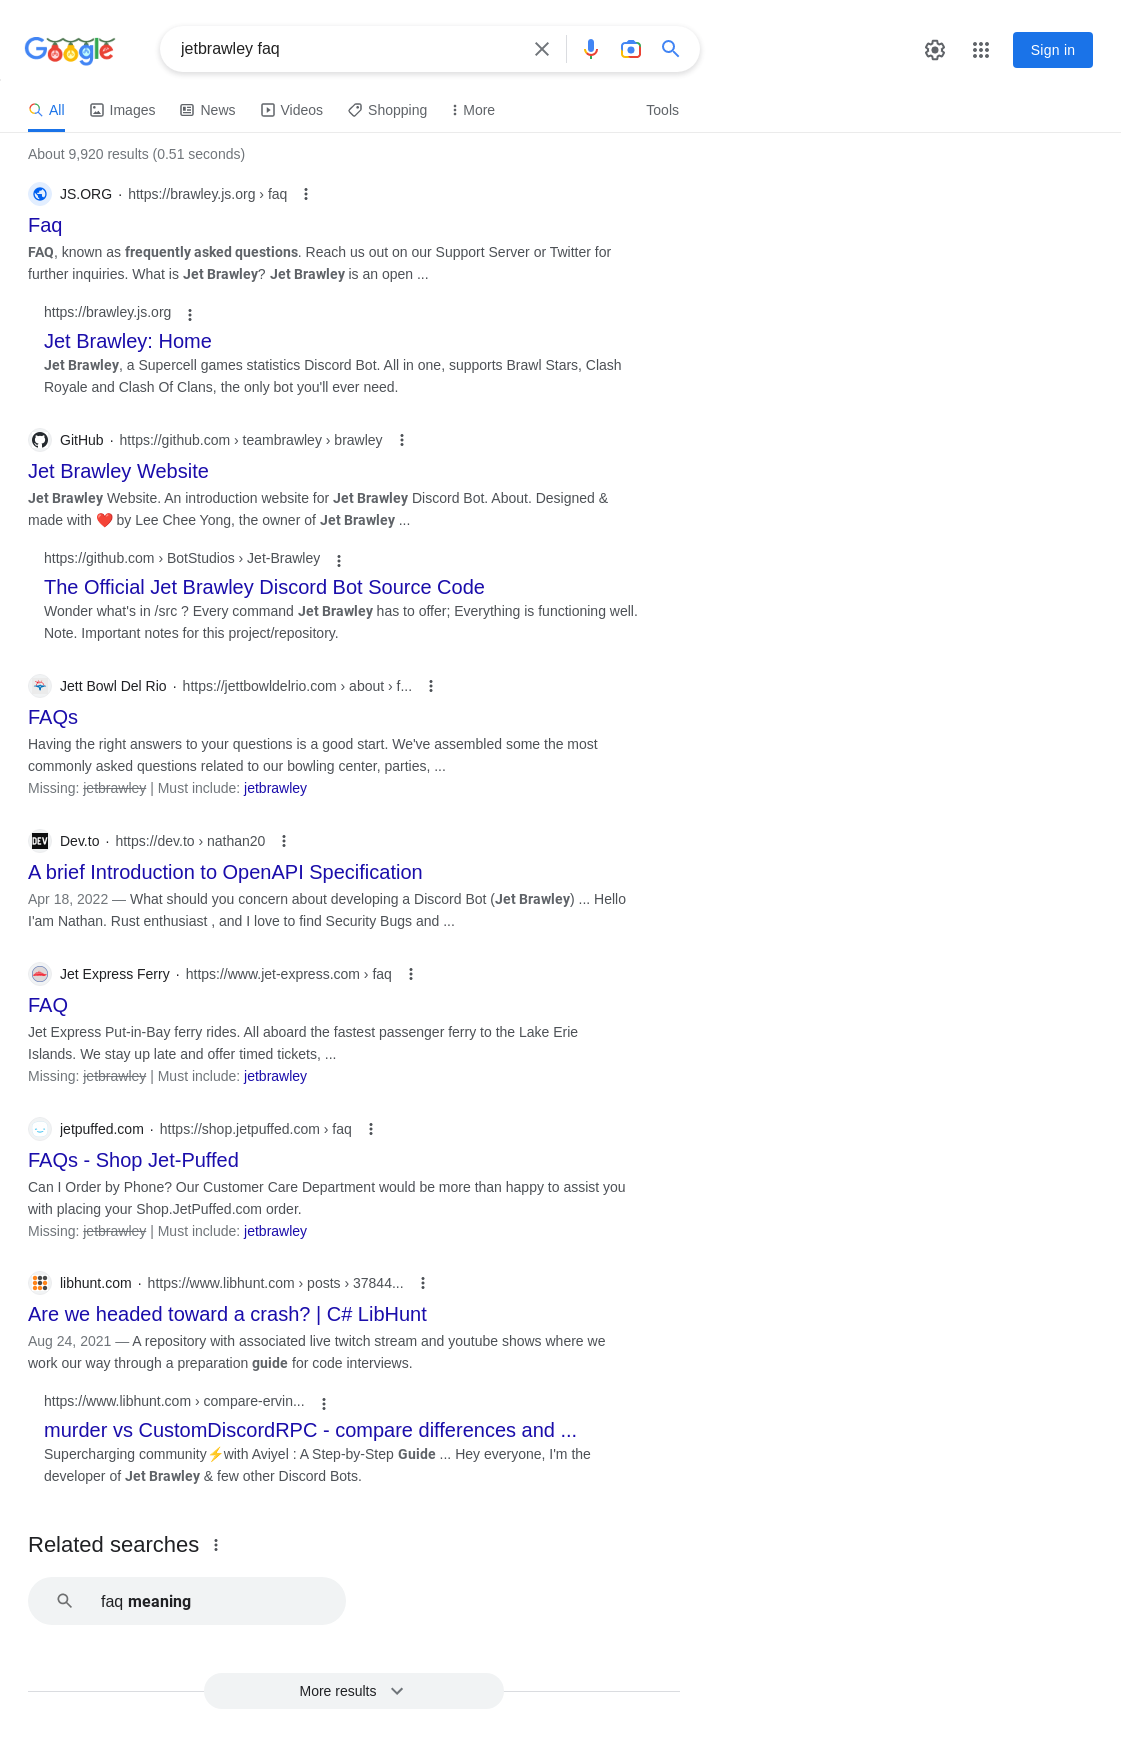 Google
jetbrawley faq
Sign in
All
Images
News
Videos
Shopping
More
Tools
About 9,920 results (0.51 seconds)
JS.ORG · https://brawley.js.org › faq
Faq
FAQ, known as frequently asked questions. Reach us out on our Support Server or Twitter for
further inquiries. What is Jet Brawley? Jet Brawley is an open ...
https://brawley.js.org
Jet Brawley: Home
Jet Brawley, a Supercell games statistics Discord Bot. All in one, supports Brawl Stars, Clash
Royale and Clash Of Clans, the only bot you'll ever need.
GitHub · https://github.com › teambrawley › brawley
Jet Brawley Website
Jet Brawley Website. An introduction website for Jet Brawley Discord Bot. About. Designed &
made with ❤️ by Lee Chee Yong, the owner of Jet Brawley ...
https://github.com › BotStudios › Jet-Brawley
The Official Jet Brawley Discord Bot Source Code
Wonder what's in /src ? Every command Jet Brawley has to offer; Everything is functioning well.
Note. Important notes for this project/repository.
Jett Bowl Del Rio · https://jettbowldelrio.com › about › f...
FAQs
Having the right answers to your questions is a good start. We've assembled some the most
commonly asked questions related to our bowling center, parties, ...
Missing: jetbrawley | Must include: jetbrawley
DEV
Dev.to · https://dev.to › nathan20
A brief Introduction to OpenAPI Specification
Apr 18, 2022 — What should you concern about developing a Discord Bot (Jet Brawley) ... Hello
I'am Nathan. Rust enthusiast , and I love to find Security Bugs and ...
Jet Express Ferry · https://www.jet-express.com › faq
FAQ
Jet Express Put-in-Bay ferry rides. All aboard the fastest passenger ferry to the Lake Erie
Islands. We stay up late and offer timed tickets, ...
Missing: jetbrawley | Must include: jetbrawley
jetpuffed.com · https://shop.jetpuffed.com › faq
FAQs - Shop Jet-Puffed
Can I Order by Phone? Our Customer Care Department would be more than happy to assist you
with placing your Shop.JetPuffed.com order.
Missing: jetbrawley | Must include: jetbrawley
libhunt.com · https://www.libhunt.com › posts › 37844...
Are we headed toward a crash? | C# LibHunt
Aug 24, 2021 — A repository with associated live twitch stream and youtube shows where we
work our way through a preparation guide for code interviews.
https://www.libhunt.com › compare-ervin...
murder vs CustomDiscordRPC - compare differences and ...
Supercharging community⚡with Aviyel : A Step-by-Step Guide ... Hey everyone, I'm the
developer of Jet Brawley & few other Discord Bots.
Related searches
faq meaning
More results